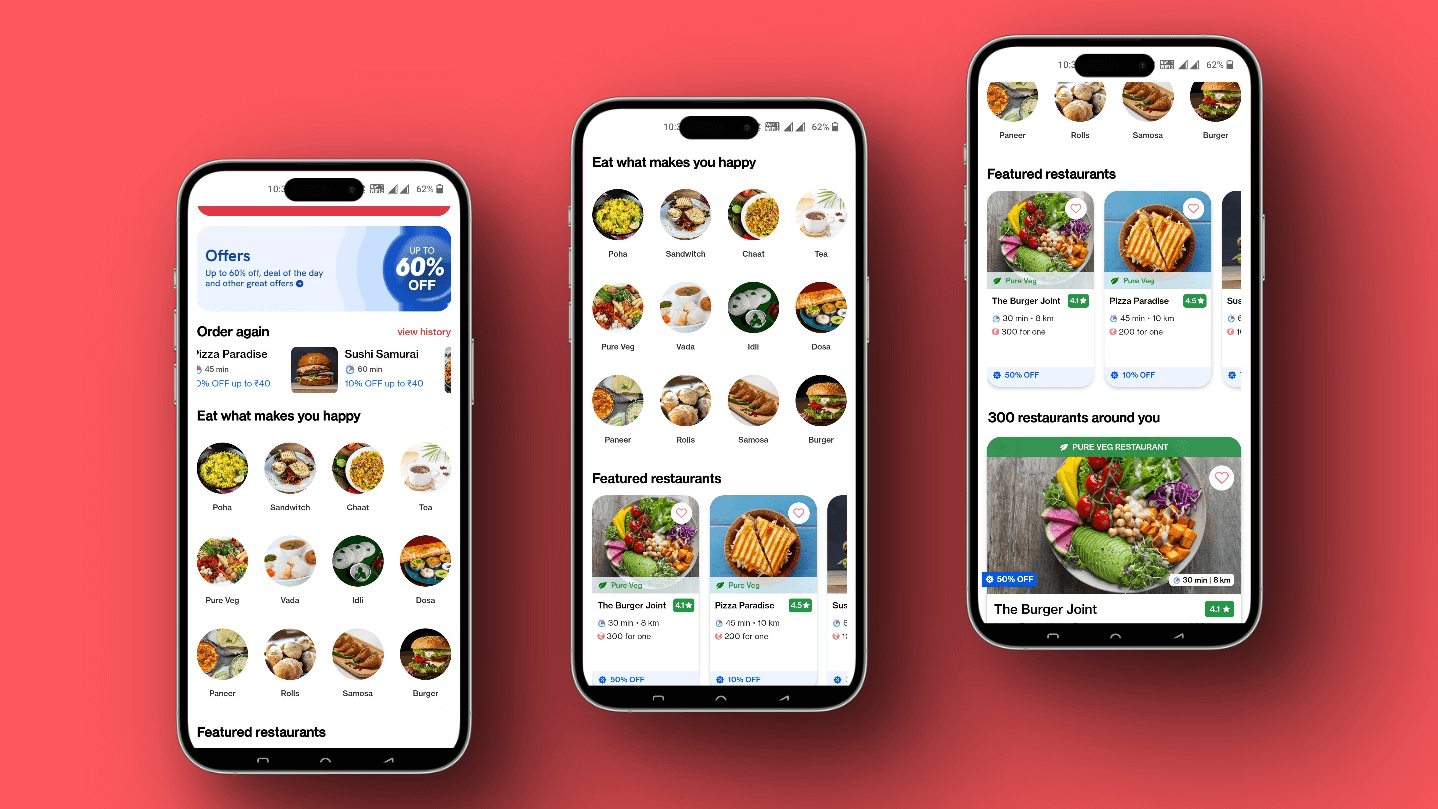 10:3
62%
Offers
Up to 60% off, deal of the day
and other great offers
UP TO
60%
OFF
Order again
view history
Pizza Paradise
Sushi Samurai
45 min
60 min
0% OFF up to ₹40
10% OFF up to ₹40
Eat what makes you happy
Poha
Sandwitch
Chaat
Tea
Pure Veg
Vada
Idli
Dosa
Paneer
Rolls
Samosa
Burger
Featured restaurants
10:3
62%
Eat what makes you happy
Poha
Sandwitch
Chaat
Tea
Pure Veg
Vada
Idli
Dosa
Paneer
Rolls
Samosa
Burger
Featured restaurants
Pure Veg
Pure Veg
The Burger Joint
4.1★
Pizza Paradise
4.5★
Sus
30 min • 8 km
45 min • 10 km
6
300 for one
200 for one
50% OFF
10% OFF
10:3
62%
Paneer
Rolls
Samosa
Burger
Featured restaurants
Pure Veg
Pure Veg
The Burger Joint
4.1★
Pizza Paradise
4.5★
Sus
30 min • 8 km
45 min • 10 km
6
300 for one
200 for one
50% OFF
10% OFF
300 restaurants around you
PURE VEG RESTAURANT
50% OFF
30 min | 8 km
The Burger Joint
4.1 ★